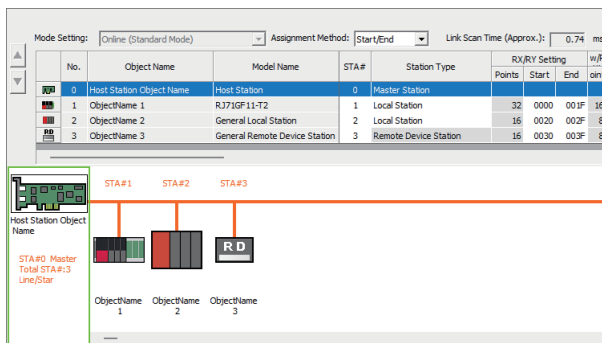 Mode Setting: Online (Standard Mode) Assignment Method: Start/End Link Scan Time (Approx.): 0.74 ms
No. Object Name Model Name STA# Station Type RX/RY Setting
Points Start End
0 Host Station Object Name Host Station 0 Master Station
1 ObjectName 1 RJ71GF11-T2 1 Local Station 32 0000 001F 16
2 ObjectName 2 General Local Station 2 Local Station 16 0020 002F 8
RD 3 ObjectName 3 General Remote Device Station 3 Remote Device Station 16 0030 003F 8
STA#1 STA#2 STA#3
Host Station Object
Name
STA#0 Master
Total STA#:3
Line/Star
RD
ObjectName
1
ObjectName
2
ObjectName
3